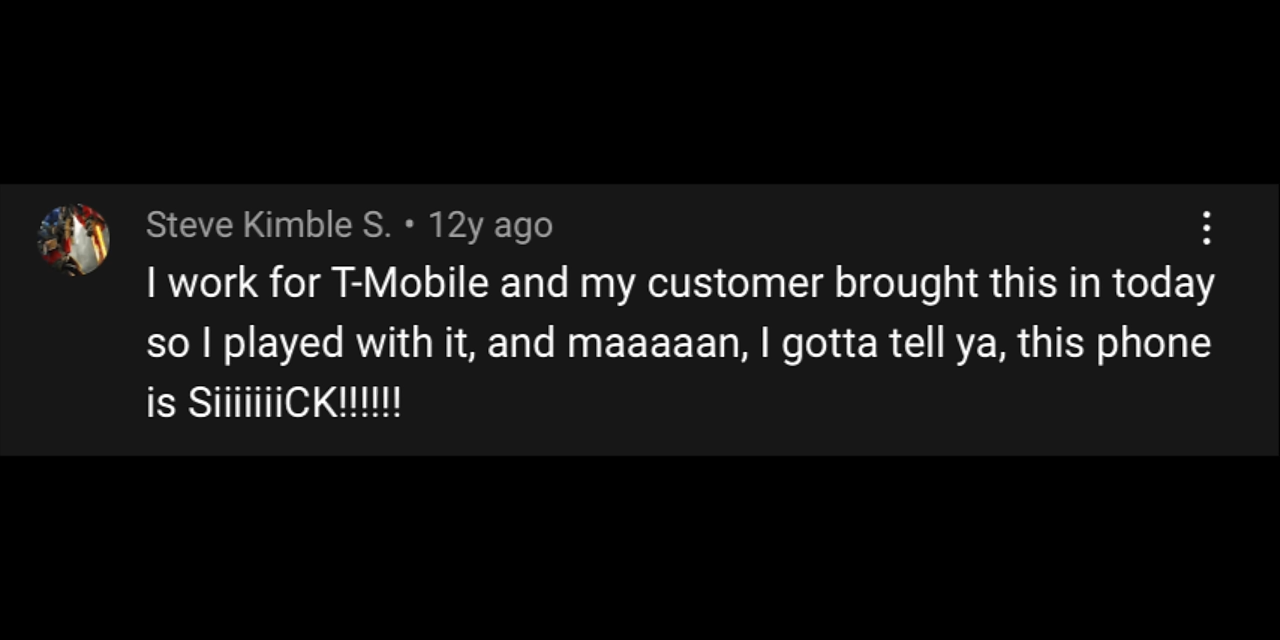 Steve Kimble S. • 12y ago
I work for T-Mobile and my customer brought this in today
so I played with it, and maaaaan, I gotta tell ya, this phone
is SiiiiiiiCK!!!!!!